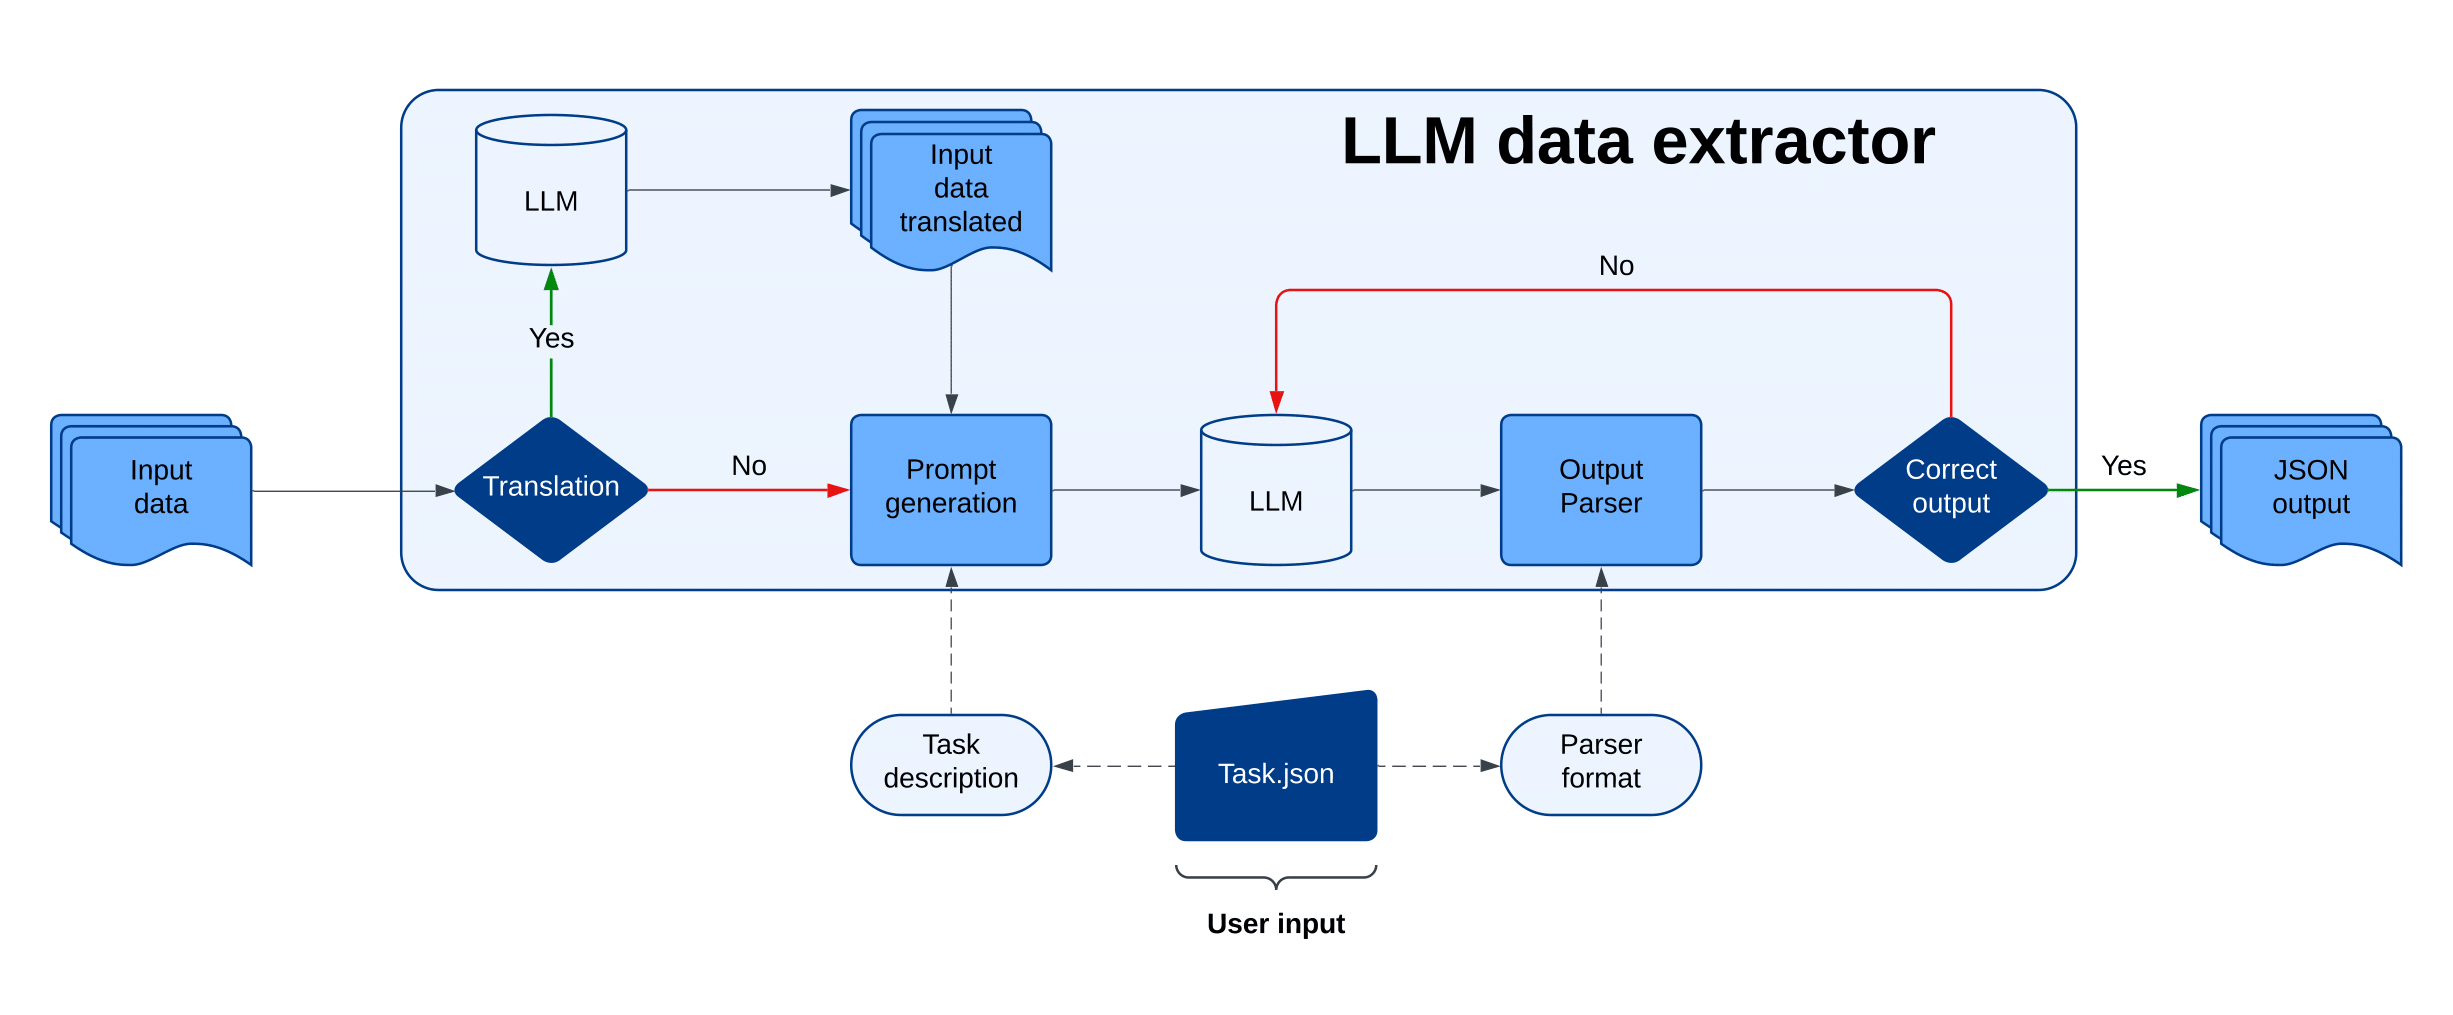 LLM data extractor
LLM
Input
data
translated
No
Yes
Input
data
Translation
No
Prompt
generation
LLM
Output
Parser
Correct
output
Yes
JSON
output
Task
description
Task.json
Parser
format
User input